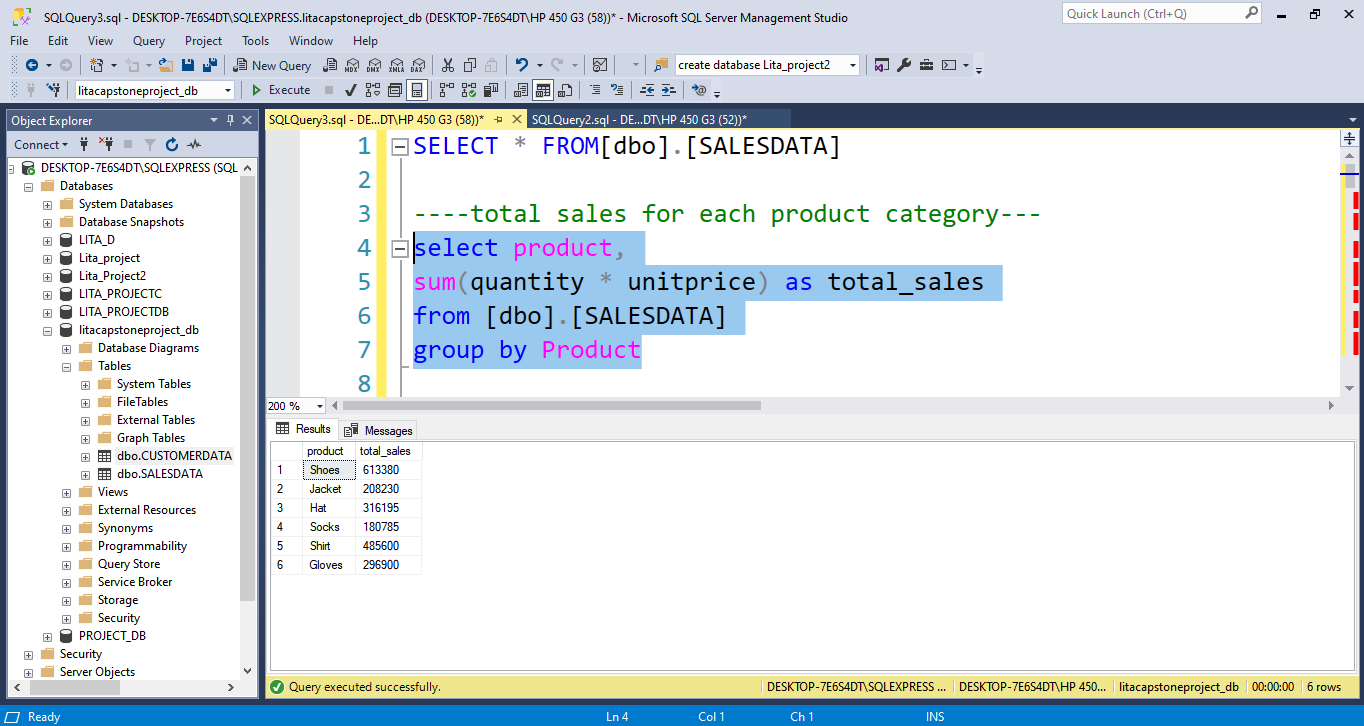 SQLQuery3.sql - DESKTOP-7E6S4DT\SQLEXPRESS.litacapstoneproject_db (DESKTOP-7E6S4DT\HP 450 G3 (58))* - Microsoft SQL Server Management Studio
Quick Launch (Ctrl+Q)
File Edit View Query Project Tools Window Help
New Query MDX DMX XMLA DAX create database Lita_project2
litacapstoneproject_db Execute
Object Explorer
SQLQuery3.sql - DE...DT\HP 450 G3 (58))* SQLQuery2.sql - DE...DT\HP 450 G3 (52))*
Connect
DESKTOP-7E6S4DT\SQLEXPRESS (SQL
Databases
System Databases
Database Snapshots
LITA_D
Lita_project
Lita_Project2
LITA_PROJECTC
LITA_PROJECTDB
litacapstoneproject_db
Database Diagrams
Tables
System Tables
FileTables
External Tables
Graph Tables
dbo.CUSTOMERDATA
dbo.SALESDATA
Views
External Resources
Synonyms
Programmability
Query Store
Service Broker
Storage
Security
PROJECT_DB
Security
Server Objects
1 SELECT * FROM[dbo].[SALESDATA]
2
3 ----total sales for each product category---
4 select product,
5 sum(quantity * unitprice) as total_sales
6 from [dbo].[SALESDATA]
7 group by Product
8
200 %
Results Messages
product total_sales
1 Shoes 613380
2 Jacket 208230
3 Hat 316195
4 Socks 180785
5 Shirt 485600
6 Gloves 296900
Query executed successfully. DESKTOP-7E6S4DT\SQLEXPRESS ... DESKTOP-7E6S4DT\HP 450... litacapstoneproject_db 00:00:00 6 rows
Ready Ln 4 Col 1 Ch 1 INS